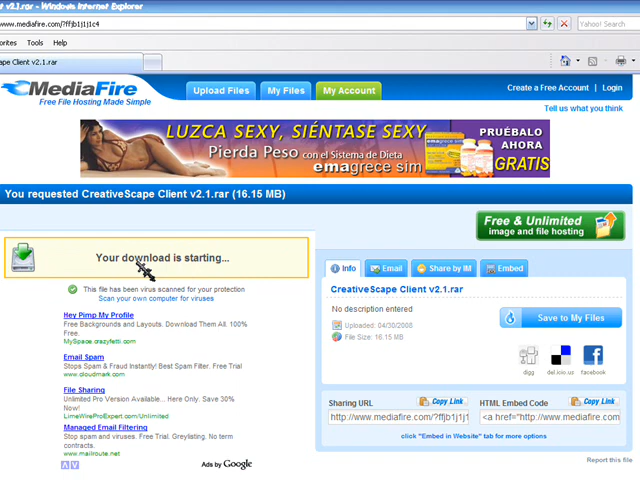 t v2.1.rar - Windows Internet Explorer
ww.mediafire.com/?ffjb1j1j1c4
Yahoo! Search
orites Tools Help
ape Client v2.1.rar
MediaFire
Free File Hosting Made Simple
Upload Files
My Files
My Account
Create a Free Account | Login
Tell us what you think
LUZCA SEXY, SIÉNTASE SEXY
Pierda Peso con el Sistema de Dieta
emagrece sim
PRUÉBALO
AHORA
GRATIS
You requested CreativeScape Client v2.1.rar (16.15 MB)
Free & Unlimited
image and file hosting
Your download is starting...
This file has been virus scanned for your protection
Scan your own computer for viruses
Hey Pimp My Profile
Free Backgrounds and Layouts. Download Them All. 100%
Free.
MySpace.crazyfetti.com
Email Spam
Stops Spam & Fraud Instantly! Best Spam Filter. Free Trial
www.cloudmark.com
File Sharing
Unlimited Pro Version Available... Here Only. Save 30%
Now!
LimeWireProExpert.com/Unlimited
Managed Email Filtering
Stop spam and viruses. Free Trial. Greylisting. No term
contracts.
www.mailroute.net
Ads by Google
Info
Email
Share by IM
Embed
CreativeScape Client v2.1.rar
No description entered
Uploaded: 04/30/2008
File Size: 16.15 MB
Save to My Files
digg
del.icio.us
facebook
Sharing URL
Copy Link
HTML Embed Code
Copy Link
http://www.mediafire.com/?ffjb1j1j
<a href="http://www.mediafire.com
click "Embed in Website" tab for more options
Report this file